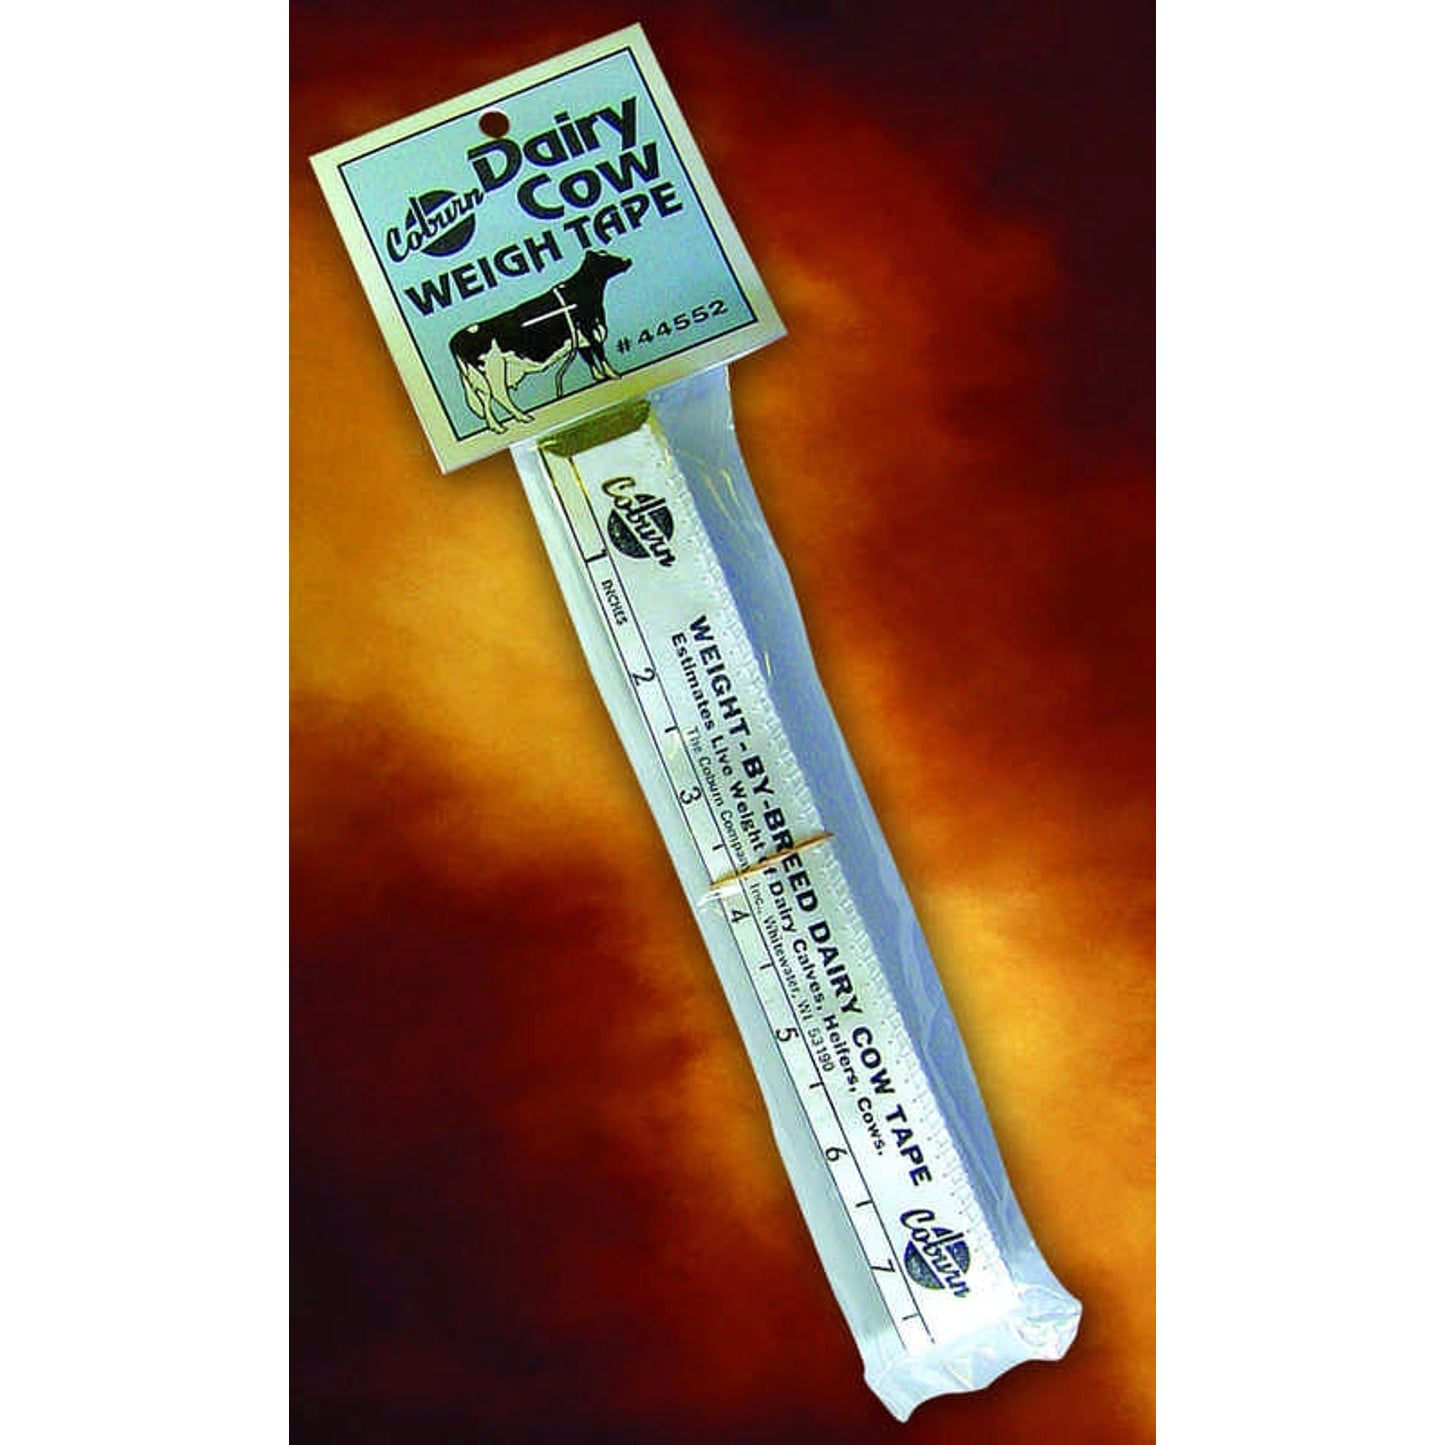 Dairy
Coburn Cow
WEIGH TAPE
#44552
Coburn
WEIGHT-BY-BREED DAIRY COW TAPE
Estimates Live Weight of Dairy Calves, Heifers, Cows.
The Coburn Company Inc., Whitewater, WI 53190
Coburn
1 INCHES 2 3 4 5 6 7